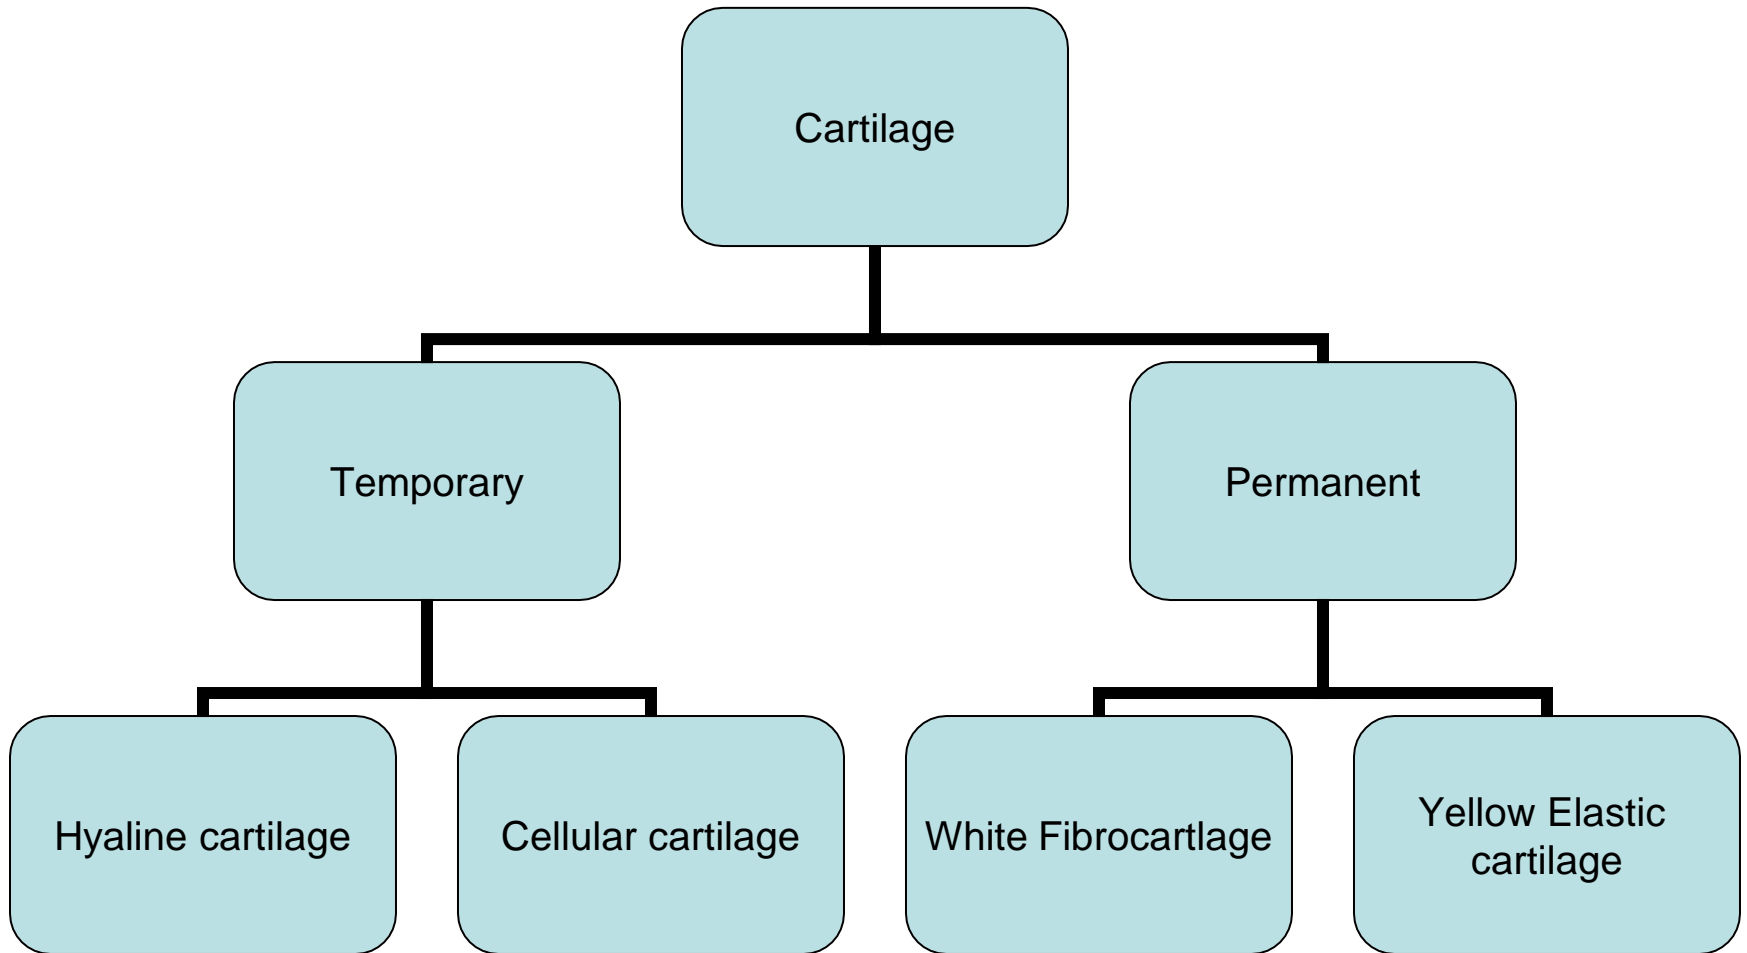 Cartilage
Temporary
Permanent
Hyaline cartilage
Cellular cartilage
White Fibrocartlage
Yellow Elastic
cartilage